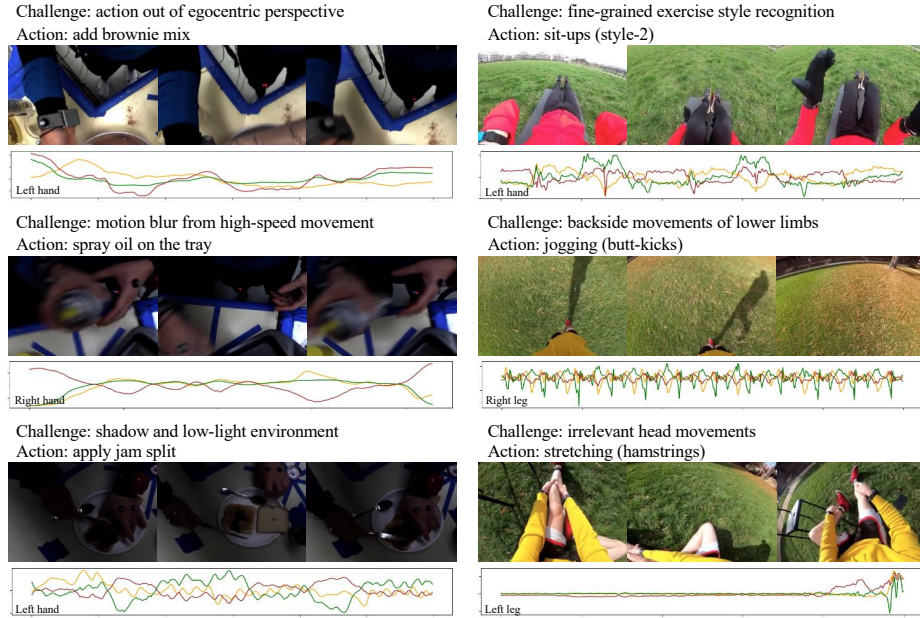 Challenge: action out of egocentric perspective
Action: add brownie mix
Left hand
Challenge: fine-grained exercise style recognition
Action: sit-ups (style-2)
Left hand
Challenge: motion blur from high-speed movement
Action: spray oil on the tray
Right hand
Challenge: backside movements of lower limbs
Action: jogging (butt-kicks)
Right leg
Challenge: shadow and low-light environment
Action: apply jam split
Left hand
Challenge: irrelevant head movements
Action: stretching (hamstrings)
Left leg